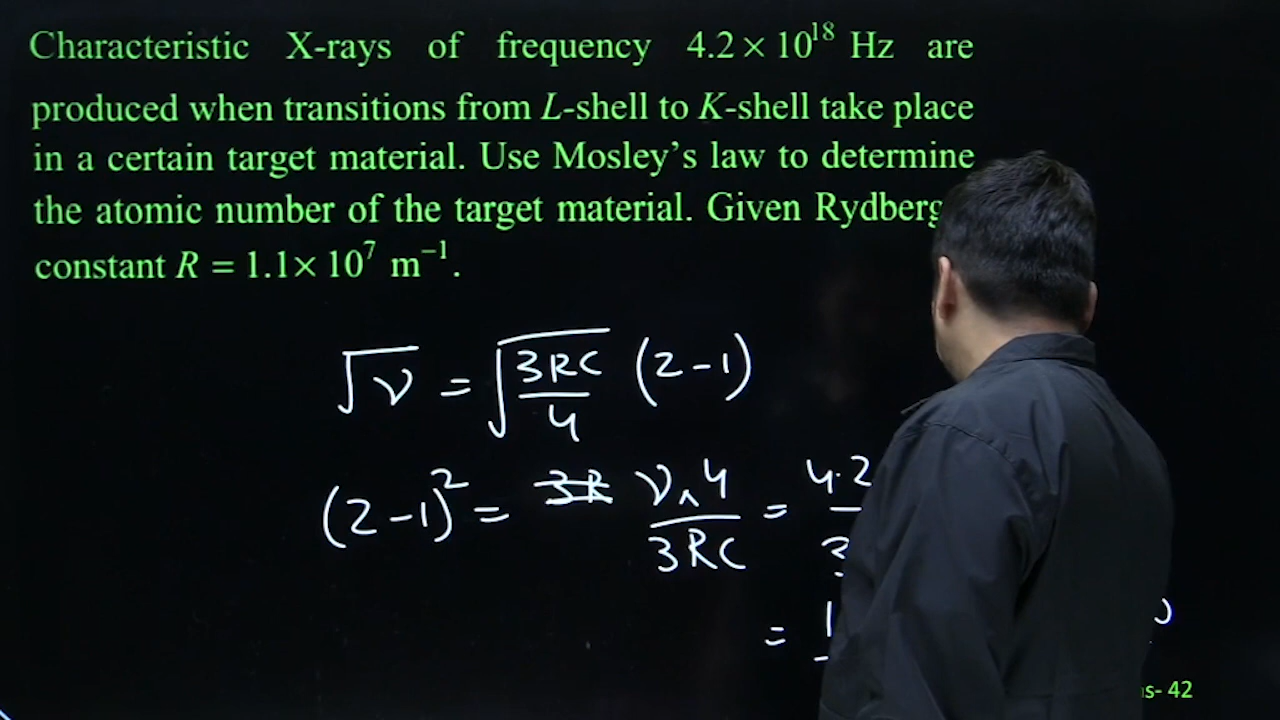 Characteristic X-rays of frequency 4.2 × 10¹⁸ Hz are
produced when transitions from L-shell to K-shell take place
in a certain target material. Use Mosley's law to determine
the atomic number of the target material. Given Rydberg
constant R = 1.1× 10⁷ m⁻¹.
√ν = √(3RC/4) (Z-1)
(Z-1)² = ν×4/3RC = 4.2
3
=
- 42